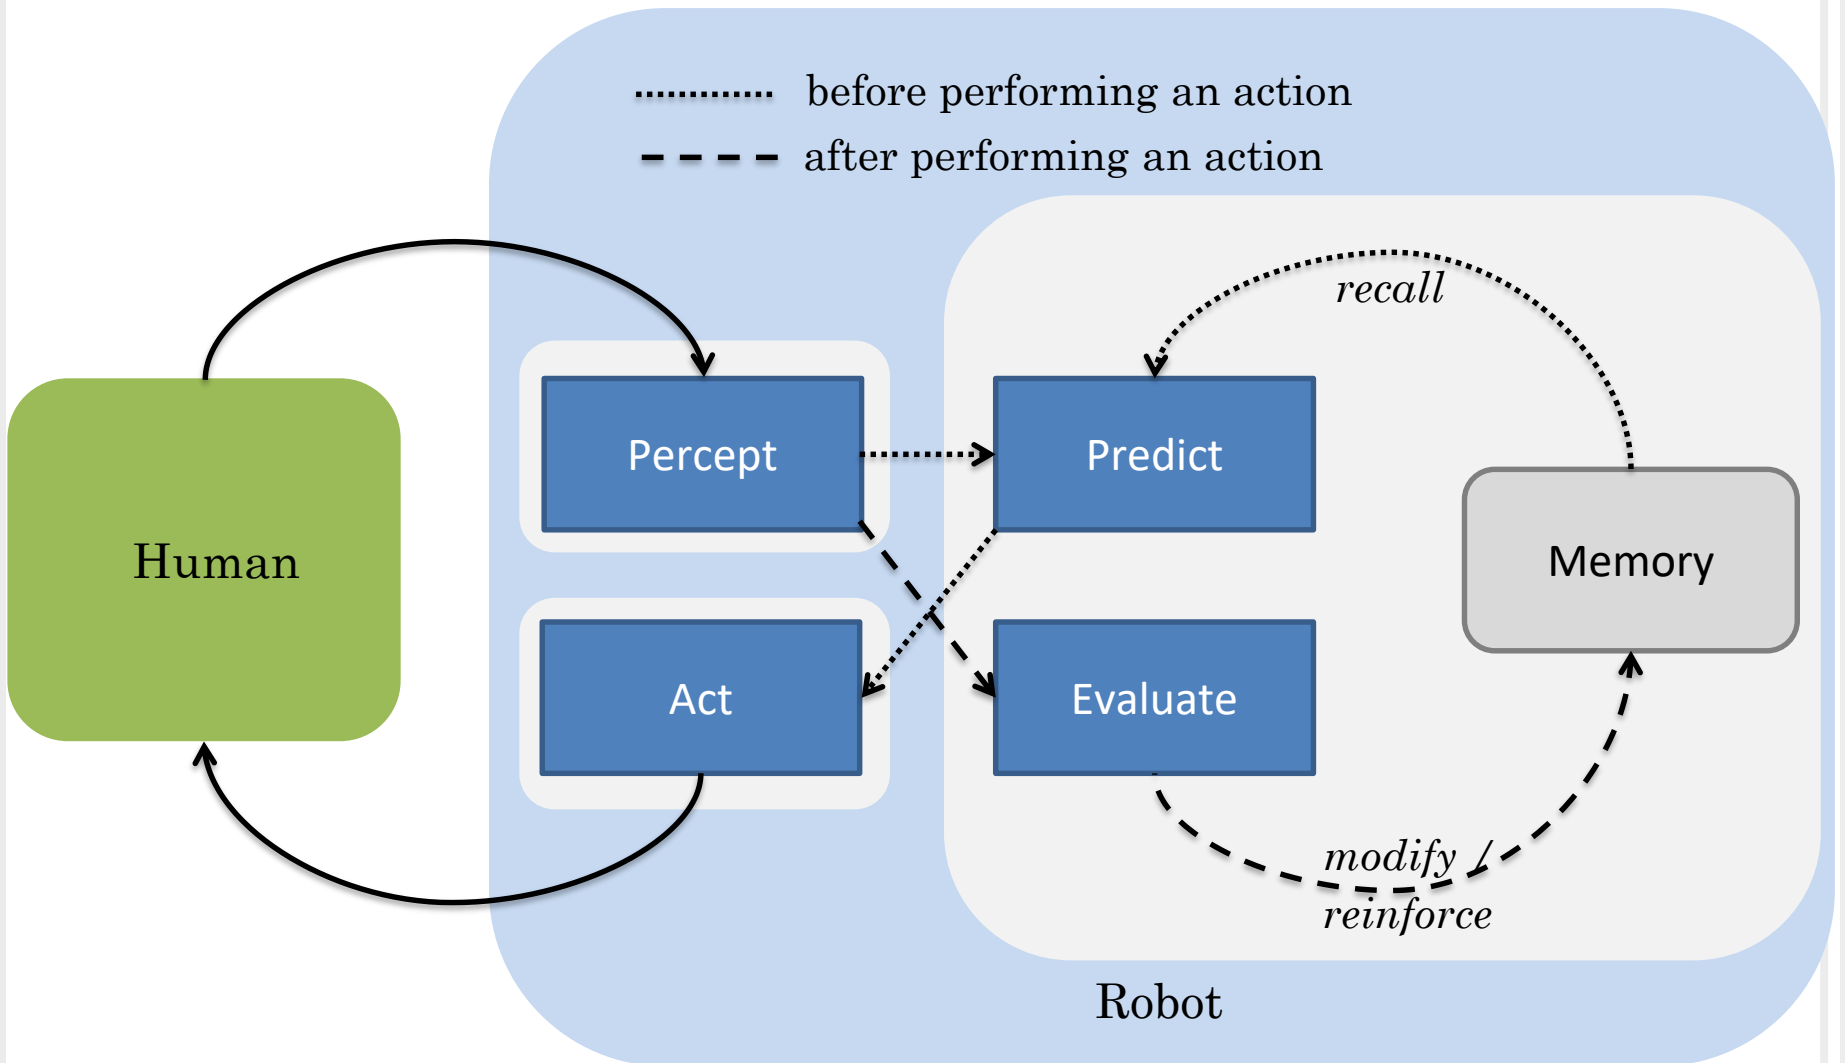 before performing an action
after performing an action
recall
Percept
Predict
Human
Memory
Act
Evaluate
modify /
reinforce
Robot